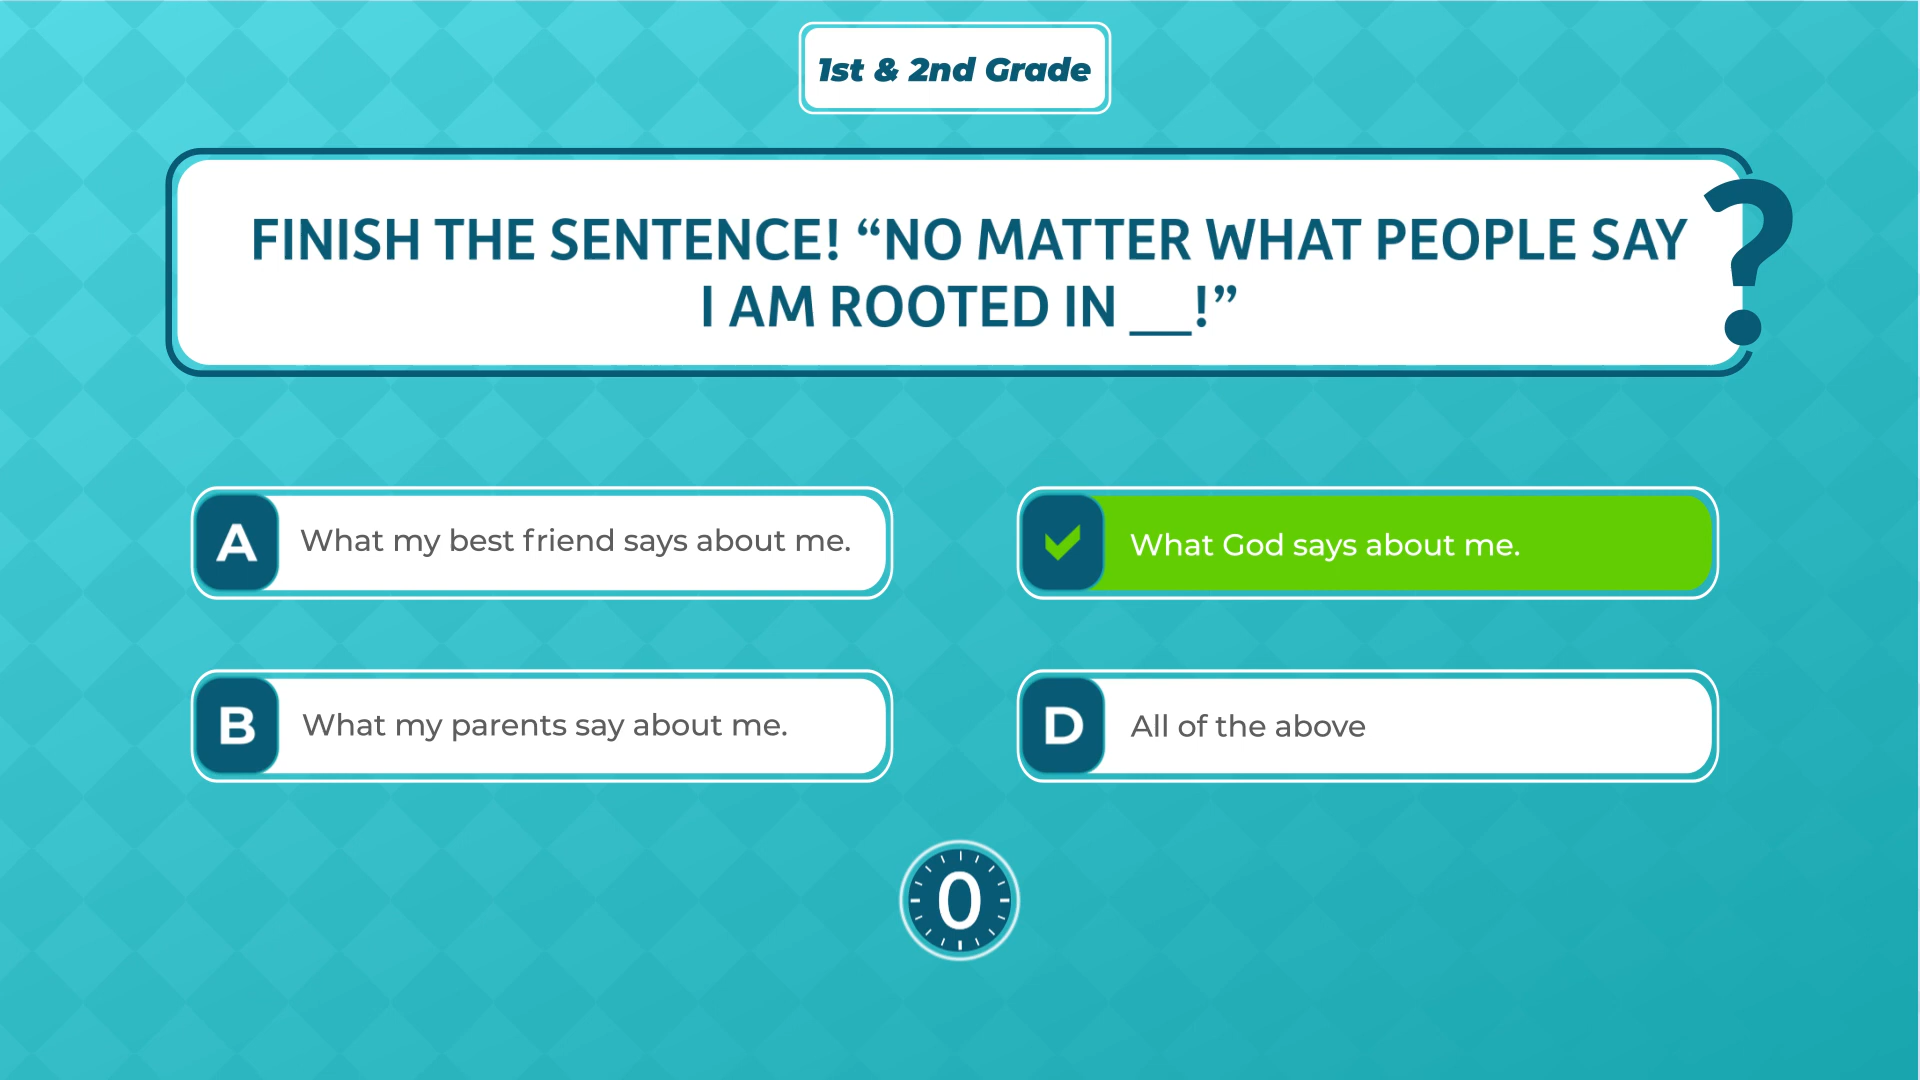 1st & 2nd Grade
FINISH THE SENTENCE! “NO MATTER WHAT PEOPLE SAY
I AM ROOTED IN __!”
?
A What my best friend says about me.
What God says about me.
B What my parents say about me.
D All of the above
0